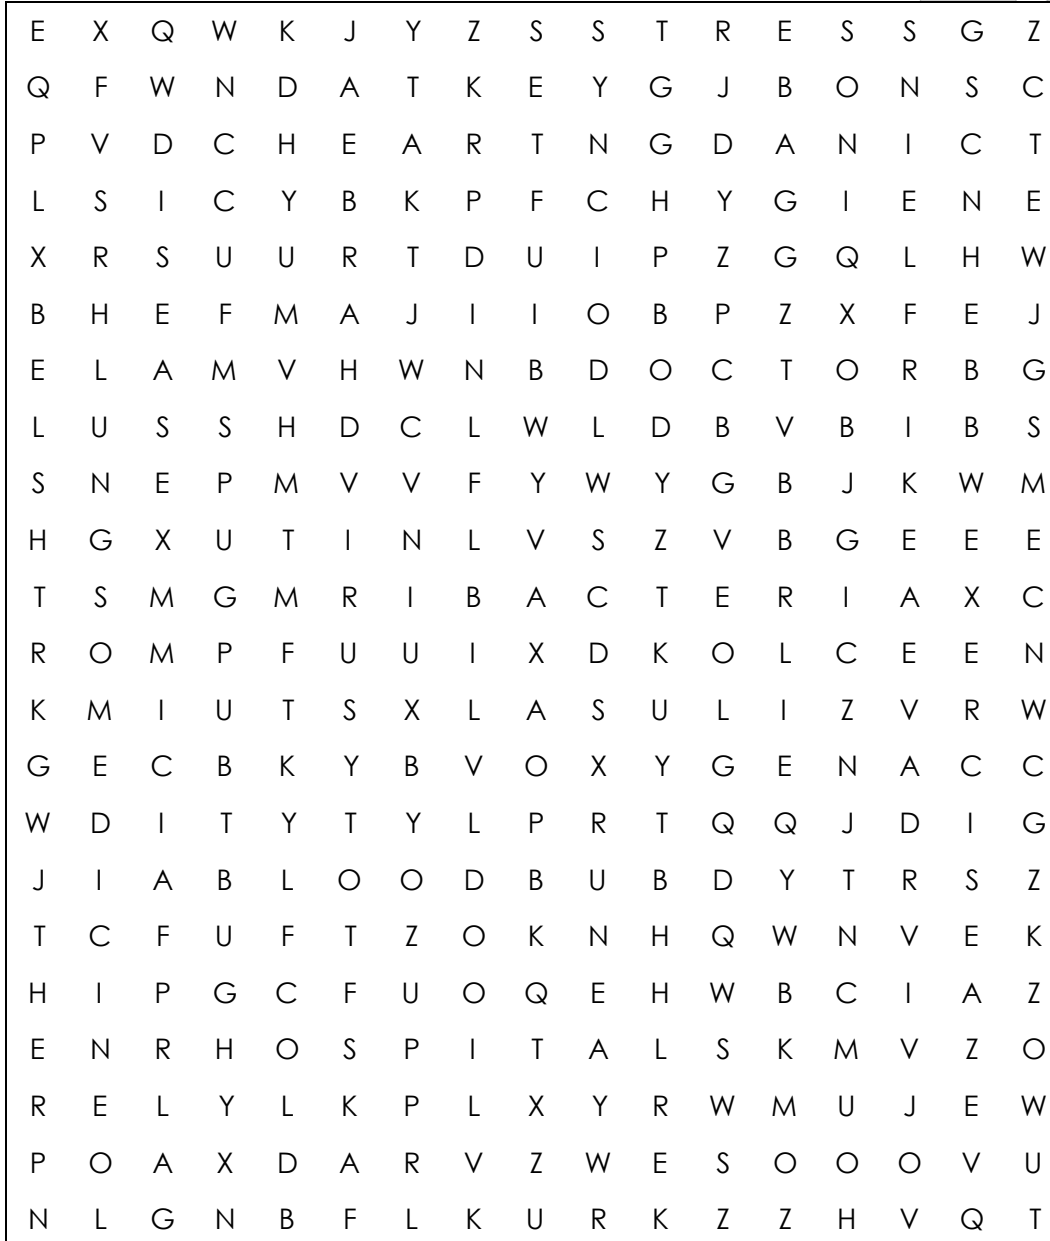 E X Q W K J Y Z S S T R E S S G Z
Q F W N D A T K E Y G J B O N S C
P V D C H E A R T N G D A N I C T
L S I C Y B K P F C H Y G I E N E
X R S U U R T D U I P Z G Q L H W
B H E F M A J I I O B P Z X F E J
E L A M V H W N B D O C T O R B G
L U S S H D C L W L D B V B I B S
S N E P M V V F Y W Y G B J K W M
H G X U T I N L V S Z V B G E E E
T S M G M R I B A C T E R I A X C
R O M P F U U I X D K O L C E E N
K M I U T S X L A S U L I Z V R W
G E C B K Y B V O X Y G E N A C C
W D I T Y T Y L P R T Q Q J D I G
J I A B L O O D B U B D Y T R S Z
T C F U F T Z O K N H Q W N V E K
H I P G C F U O Q E H W B C I A Z
E N R H O S P I T A L S K M V Z O
R E L Y L K P L X Y R W M U J E W
P O A X D A R V Z W E S O O O V U
N L G N B F L K U R K Z Z H V Q T